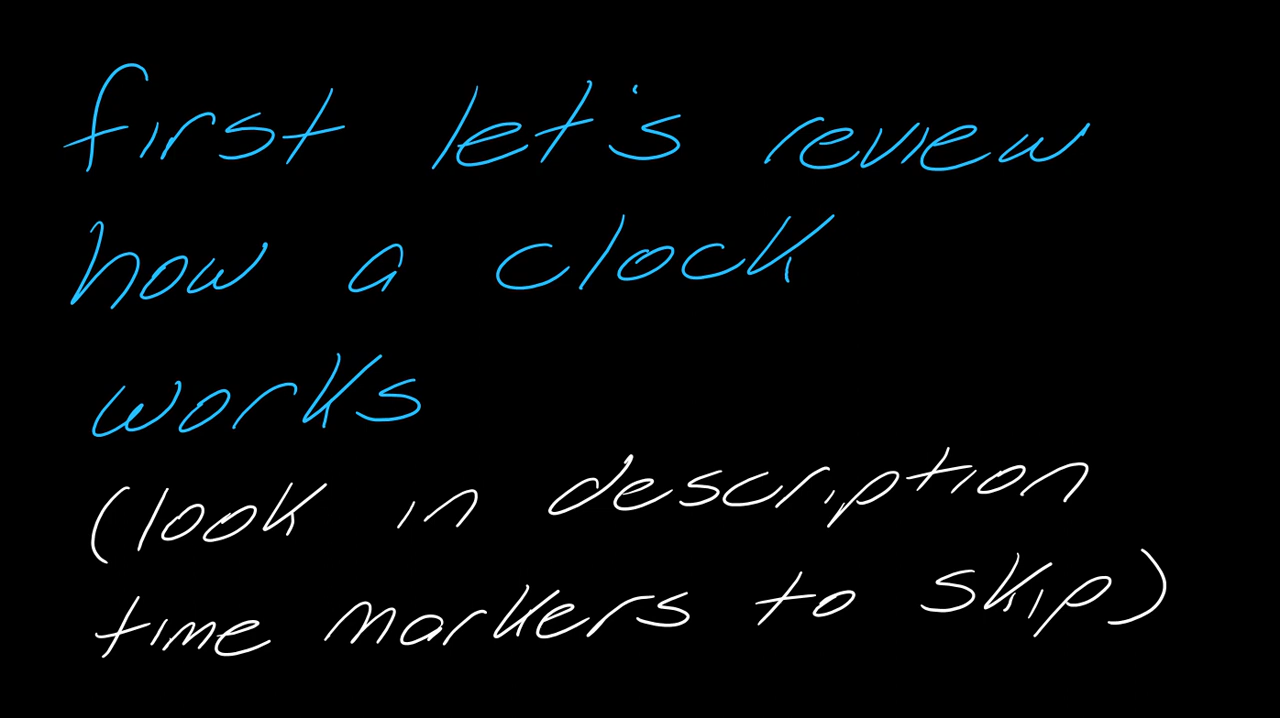 first let's review
how a clock
works
(look in description
time markers to skip)